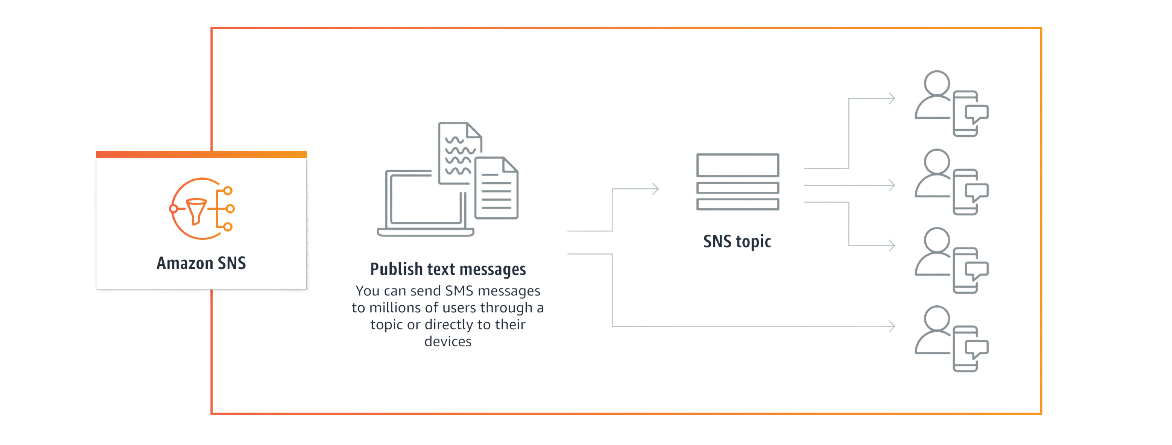 Amazon SNS
Publish text messages
You can send SMS messages
to millions of users through a
topic or directly to their
devices
SNS topic